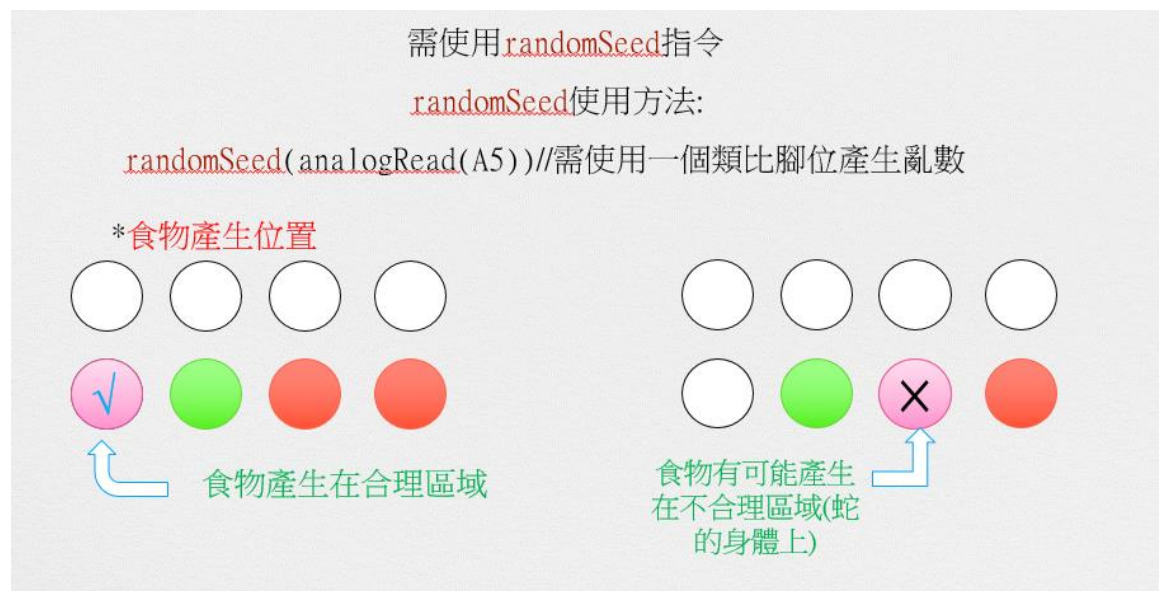 需使用randomSeed指令
randomSeed使用方法:
randomSeed(analogRead(A5))//需使用一個類比腳位產生亂數
*食物產生位置
√
食物產生在合理區域
×
食物有可能產生
在不合理區域(蛇
的身體上)